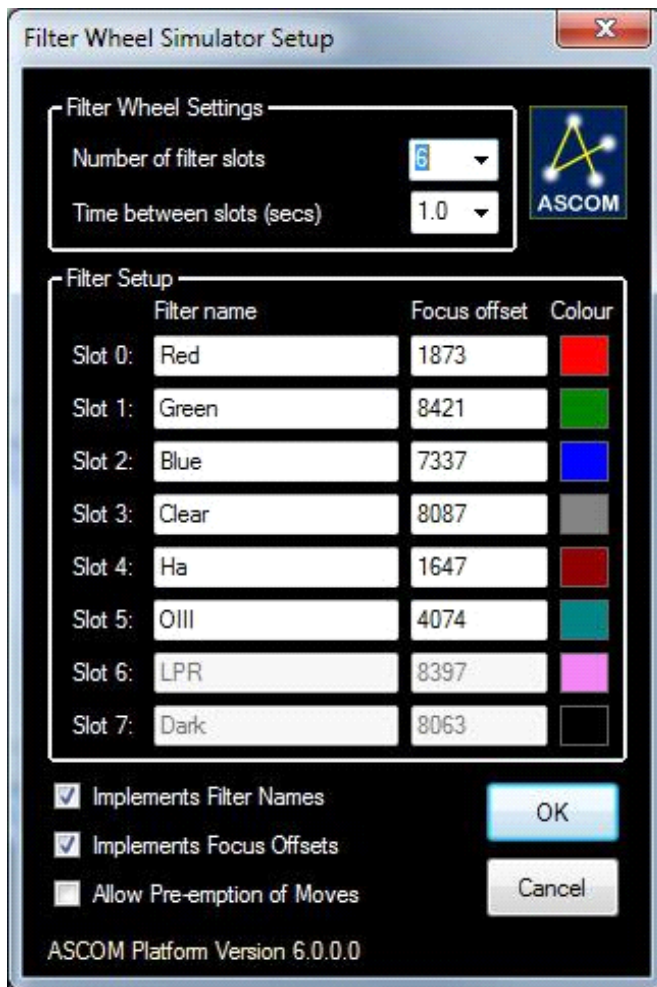 Filter Wheel Simulator Setup
Filter Wheel Settings
Number of filter slots 6
Time between slots (secs) 1.0
ASCOM
Filter Setup
Filter name Focus offset Colour
Slot 0: Red 1873
Slot 1: Green 8421
Slot 2: Blue 7337
Slot 3: Clear 8087
Slot 4: Ha 1647
Slot 5: OIII 4074
Slot 6: LPR 8397
Slot 7: Dark 8063
Implements Filter Names
Implements Focus Offsets
Allow Pre-emption of Moves
OK
Cancel
ASCOM Platform Version 6.0.0.0